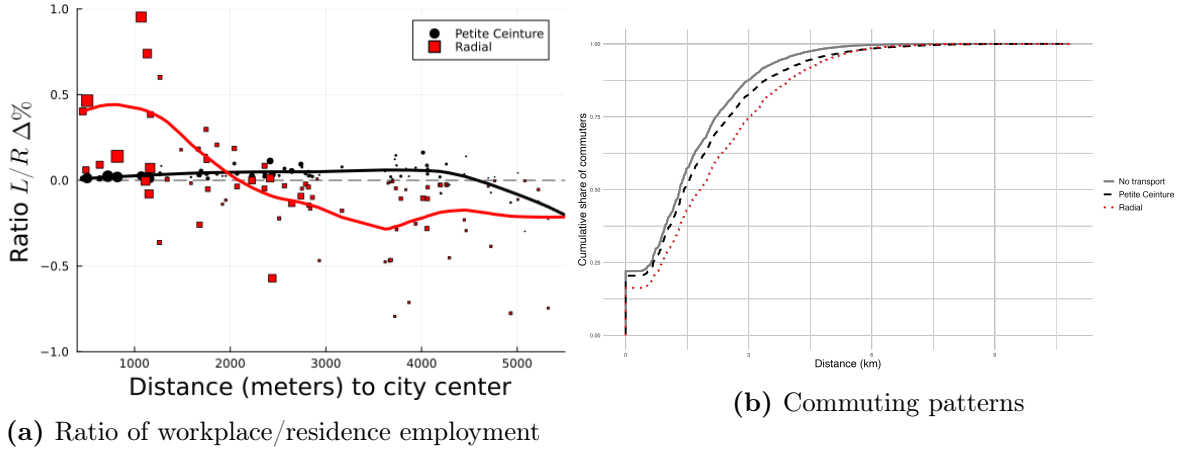 1.0
0.5
0.0
−0.5
−1.0
Ratio L/R Δ%
Petite Ceinture
Radial
1000
2000
3000
4000
5000
Distance (meters) to city center
(a) Ratio of workplace/residence employment
1.00
0.75
0.50
0.25
0.00
Cumulative share of commuters
0
3
6
9
Distance (km)
No transport
Petite Ceinture
Radial
(b) Commuting patterns